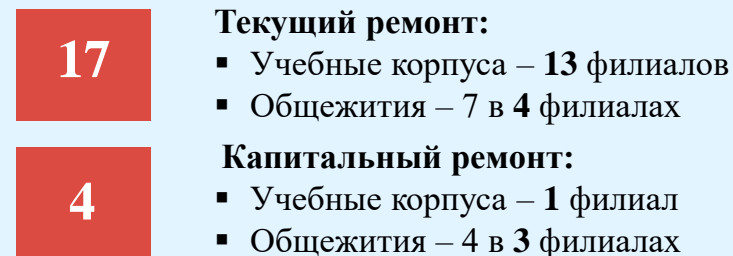 17
Текущий ремонт:
▪ Учебные корпуса – 13 филиалов
▪ Общежития – 7 в 4 филиалах
4
Капитальный ремонт:
▪ Учебные корпуса – 1 филиал
▪ Общежития – 4 в 3 филиалах